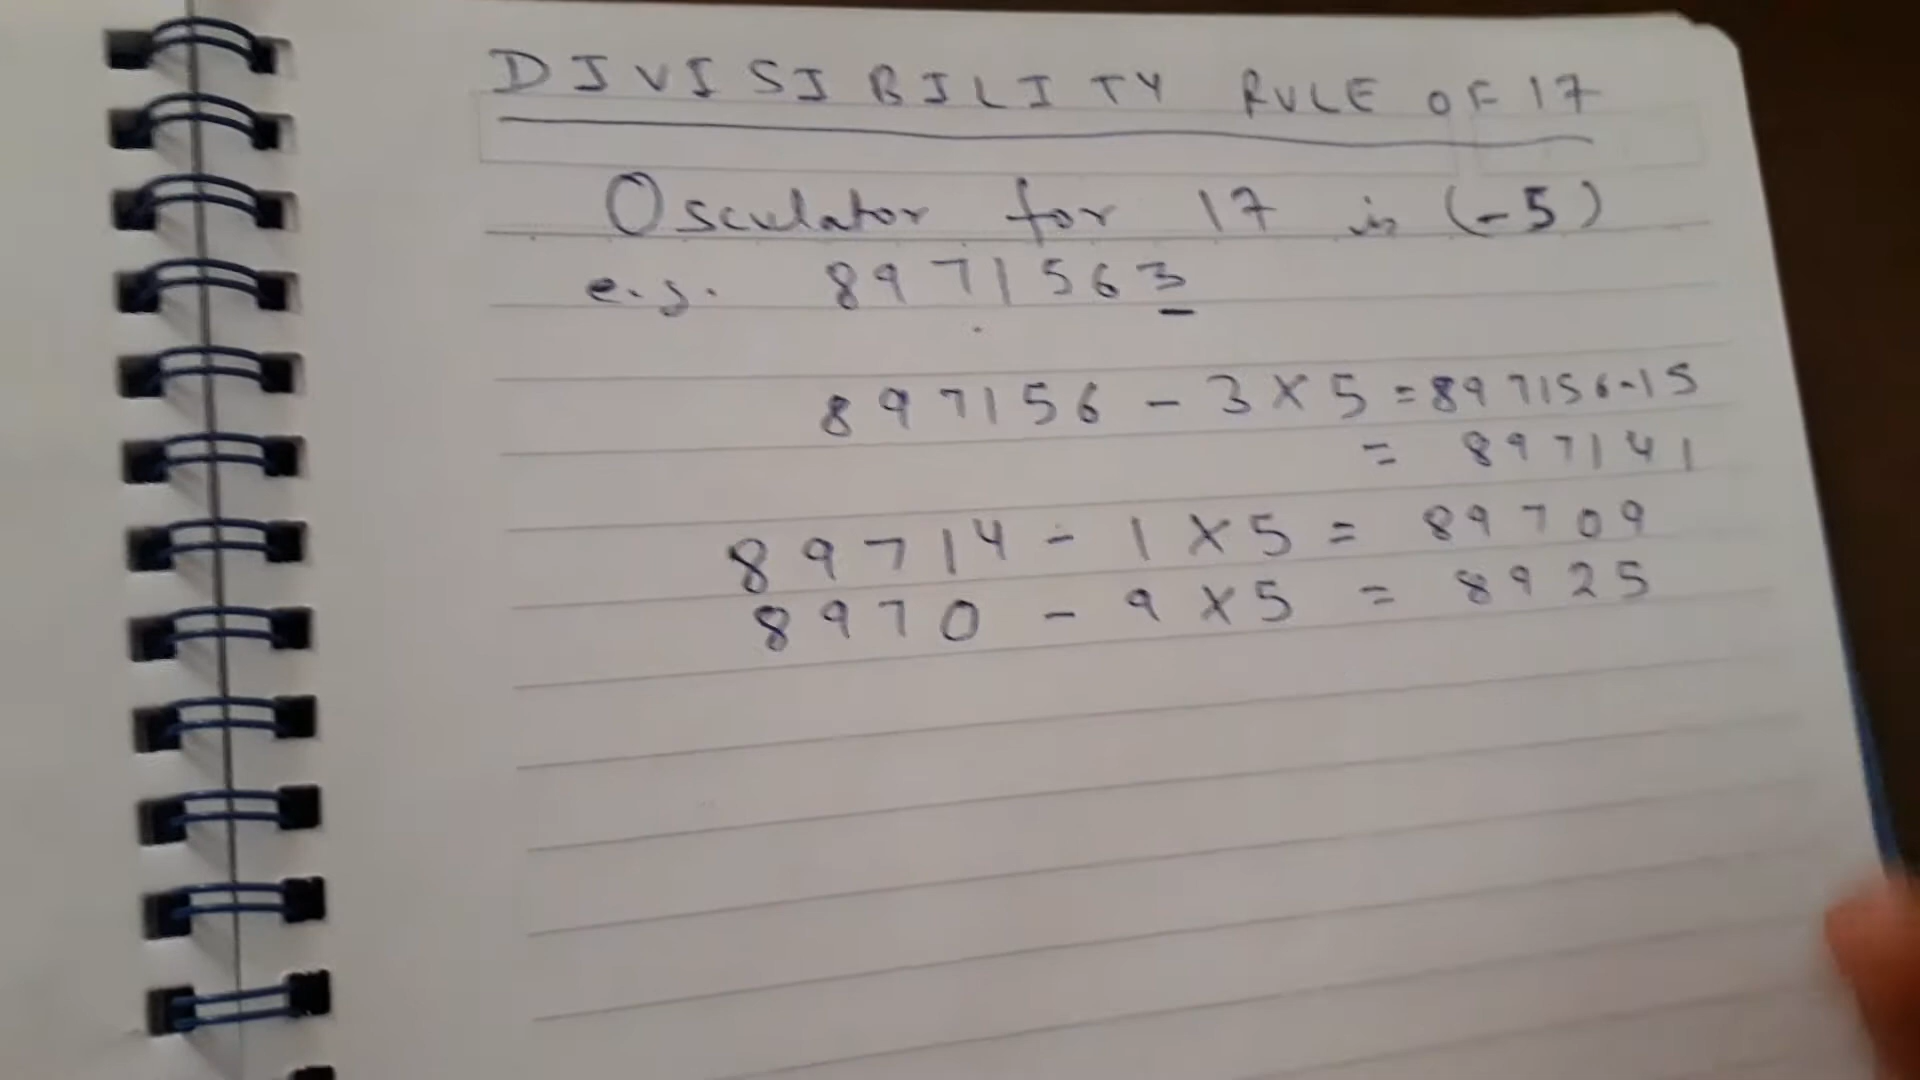 DIVISIBILITY RULE OF 17
Osculator for 17 is (-5)
e.g. 8971563
897156 - 3 × 5 = 897156-15
= 897141
89714 - 1 × 5 = 89709
8970 - 9 × 5 = 8925